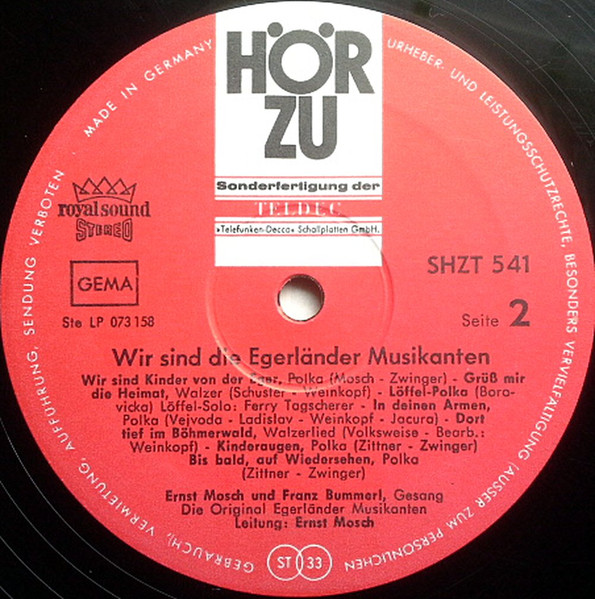 HÖR
ZU
Sonderfertigung der
TELDEC
»Telefunken-Decca« Schallplatten GmbH.
MADE IN GERMANY
URHEBER- UND LEISTUNGSSCHUTZRECHTE, BESONDERS VERVIELFÄLTIGUNG (AUSSER ZUM PERSÖNLICHEN GEBRAUCH), VERMIETUNG, AUFFÜHRUNG, SENDUNG VERBOTEN
royal sound
STEREO
GEMA
Ste LP 073 158
SHZT 541
Seite 2
Wir sind die Egerländer Musikanten
Wir sind Kinder von der Eger, Polka (Mosch - Zwinger) - Grüß mir
die Heimat, Walzer (Schuster - Weinkopf) - Löffel-Polka (Bora-
vicka) Löffel-Solo: Ferry Tagscherer - In deinen Armen,
Polka (Vejvoda - Ladislav - Weinkopf - Jacura) - Dort
tief im Böhmerwald, Walzerlied (Volksweise - Bearb.:
Weinkopf) - Kinderaugen, Polka (Zittner - Zwinger)
Bis bald, auf Wiedersehen, Polka
(Zittner - Zwinger)
Ernst Mosch und Franz Bummerl, Gesang
Die Original Egerländer Musikanten
Leitung: Ernst Mosch
ST 33